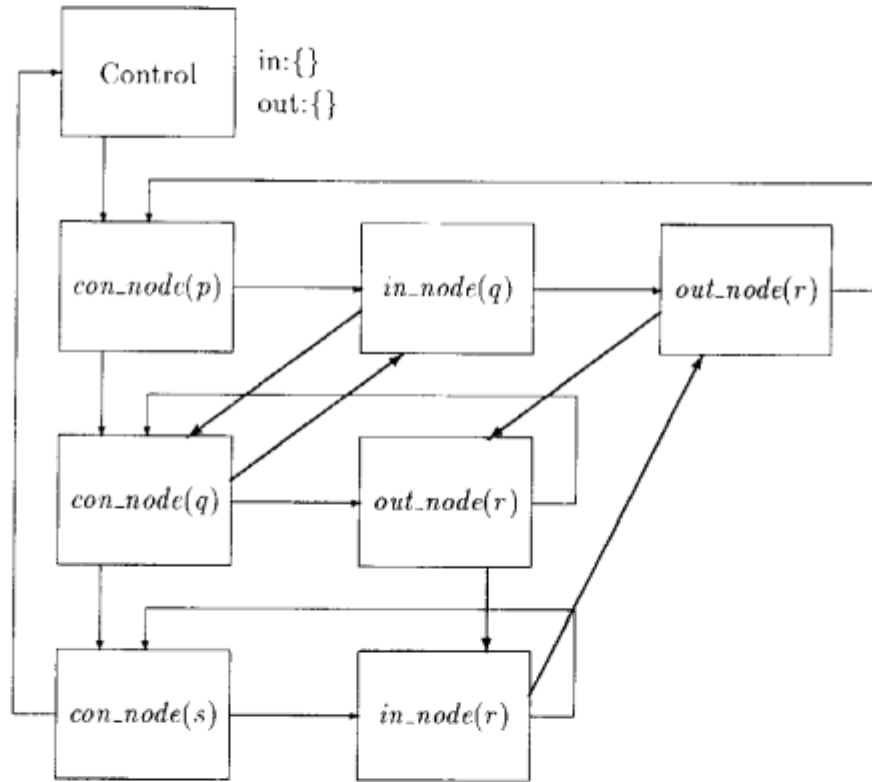 Control
in:{}
out:{}
con_node(p)
in_node(q)
out_node(r)
con_node(q)
out_node(r)
con_node(s)
in_node(r)